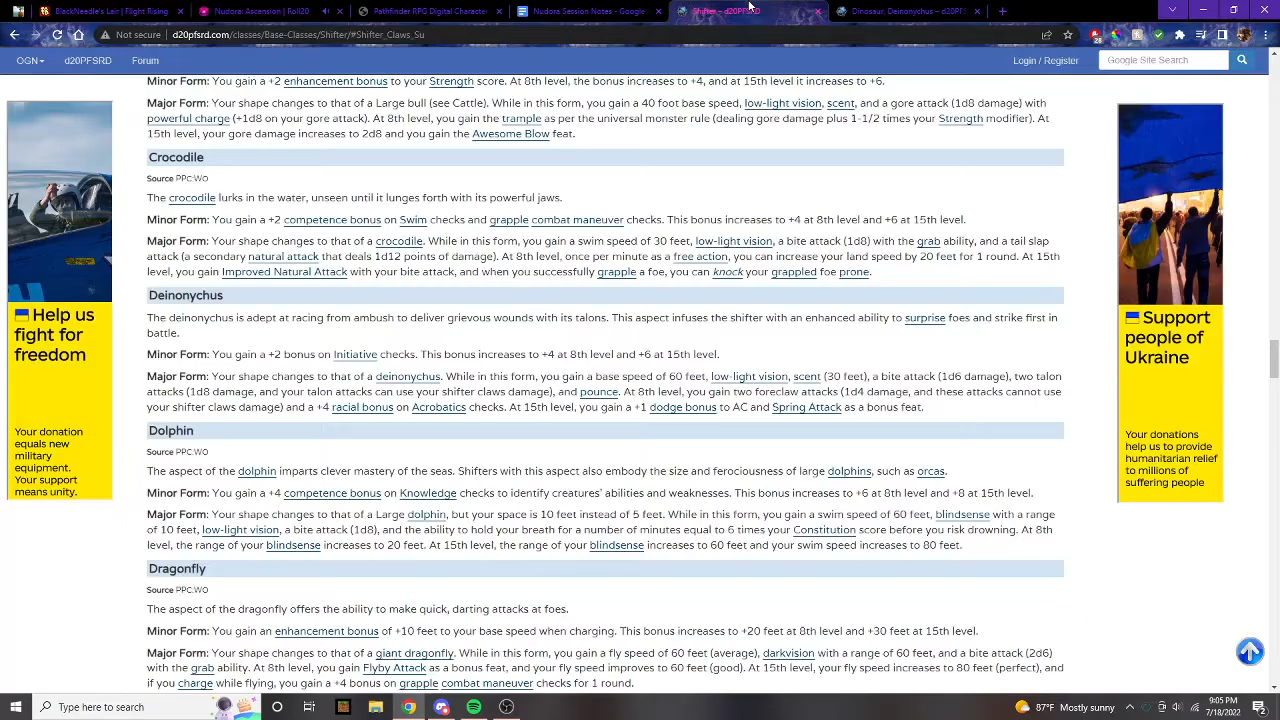 BlackNeedle's Lair | Flight Rising
Nudora: Ascension | Roll20
Pathfinder RPG Digital Character
Nudora Session Notes - Google
Shifter – d20PFSRD
Dinosaur, Deinonychus – d20PF
Not secure | d20pfsrd.com/classes/Base-Classes/Shifter/#Shifter_Claws_Su
28
OGN
d20PFSRD
Forum
Login / Register
Google Site Search
Minor Form: You gain a +2 enhancement bonus to your Strength score. At 8th level, the bonus increases to +4 and at 15th level it increases to +6.
Major Form: Your shape changes to that of a Large bull (see Cattle). While in this form, you gain a 40 foot base speed, low-light vision, scent, and a gore attack (1d8 damage) with
powerful charge (+1d8 on your gore attack). At 8th level, you gain the trample as per the universal monster rule (dealing gore damage plus 1-1/2 times your Strength modifier). At
15th level, your gore damage increases to 2d8 and you gain the Awesome Blow feat.
Crocodile
Source PPC:WO
The crocodile lurks in the water, unseen until it lunges forth with its powerful jaws.
Minor Form: You gain a +2 competence bonus on Swim checks and grapple combat maneuver checks. This bonus increases to +4 at 8th level and +6 at 15th level.
Major Form: Your shape changes to that of a crocodile. While in this form, you gain a swim speed of 30 feet, low-light vision, a bite attack (1d8) with the grab ability, and a tail slap
attack (a secondary natural attack that deals 1d12 points of damage). At 8th level, once per minute as a free action, you can increase your land speed by 20 feet for 1 round. At 15th
level, you gain Improved Natural Attack with your bite attack, and when you successfully grapple a foe, you can knock your grappled foe prone.
Deinonychus
The deinonychus is adept at racing from ambush to deliver grievous wounds with its talons. This aspect infuses the shifter with an enhanced ability to surprise foes and strike first in
battle.
Minor Form: You gain a +2 bonus on Initiative checks. This bonus increases to +4 at 8th level and +6 at 15th level.
Major Form: Your shape changes to that of a deinonychus. While in this form, you gain a base speed of 60 feet, low-light vision, scent (30 feet), a bite attack (1d6 damage), two talon
attacks (1d8 damage, and your talon attacks can use your shifter claws damage), and pounce. At 8th level, you gain two foreclaw attacks (1d4 damage, and these attacks cannot use
your shifter claws damage) and a +4 racial bonus on Acrobatics checks. At 15th level, you gain a +1 dodge bonus to AC and Spring Attack as a bonus feat.
Dolphin
Source PPC:WO
The aspect of the dolphin imparts clever mastery of the seas. Shifters with this aspect also embody the size and ferociousness of large dolphins, such as orcas.
Minor Form: You gain a +4 competence bonus on Knowledge checks to identify creatures' abilities and weaknesses. This bonus increases to +6 at 8th level and +8 at 15th level.
Major Form: Your shape changes to that of a Large dolphin, but your space is 10 feet instead of 5 feet. While in this form, you gain a swim speed of 60 feet, blindsense with a range
of 10 feet, low-light vision, a bite attack (1d8), and the ability to hold your breath for a number of minutes equal to 6 times your Constitution score before you risk drowning. At 8th
level, the range of your blindsense increases to 20 feet. At 15th level, the range of your blindsense increases to 60 feet and your swim speed increases to 80 feet.
Dragonfly
Source PPC:WO
The aspect of the dragonfly offers the ability to make quick, darting attacks at foes.
Minor Form: You gain an enhancement bonus of +10 feet to your base speed when charging. This bonus increases to +20 feet at 8th level and +30 feet at 15th level.
Major Form: Your shape changes to that of a giant dragonfly. While in this form, you gain a fly speed of 60 feet (average), darkvision with a range of 60 feet, and a bite attack (2d6)
with the grab ability. At 8th level, you gain Flyby Attack as a bonus feat, and your fly speed improves to 60 feet (good). At 15th level, your fly speed increases to 80 feet (perfect), and
if you charge while flying, you gain a +4 bonus on grapple combat maneuver checks for 1 round.
Help us
fight for
freedom
Your donation
equals new
military
equipment.
Your support
means unity.
Support
people of
Ukraine
Your donations
help us to provide
humanitarian relief
to millions of
suffering people
Type here to search
87°F Mostly sunny
9:05 PM
7/18/2022
2